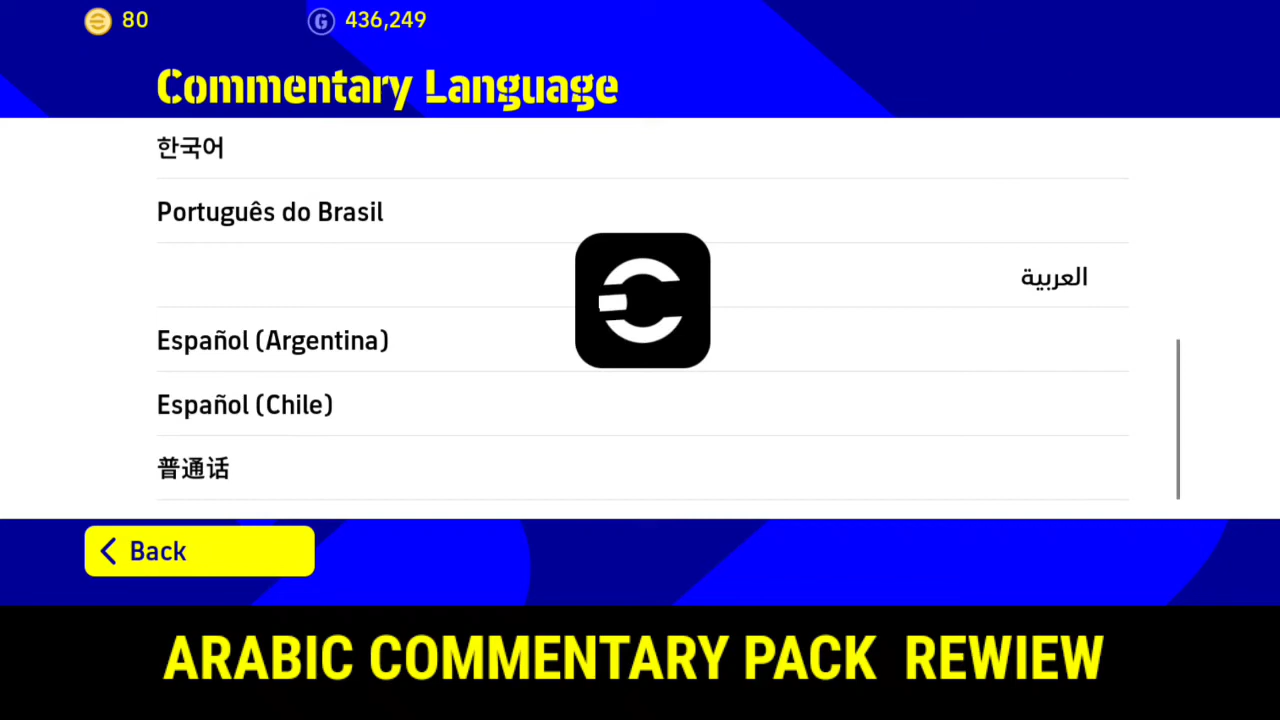 80
436,249
Commentary Language
한국어
Português do Brasil
العربية
Español (Argentina)
Español (Chile)
普通话
Back
ARABIC COMMENTARY PACK REWIEW